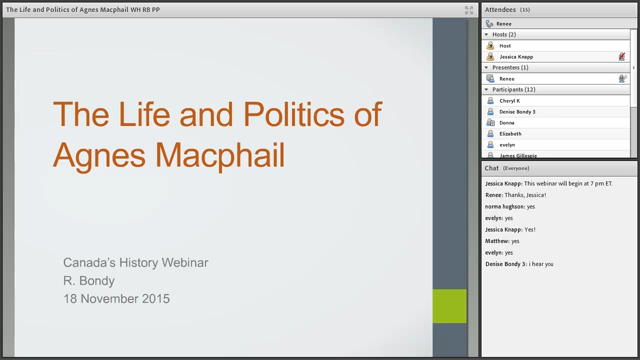 The Life and Politics of Agnes Macphail WH RB PP
The Life and Politics of
Agnes Macphail
Canada's History Webinar
R. Bondy
18 November 2015
Attendees (15)
Renee
Hosts (2)
Host
Jessica Knapp
Presenters (1)
Renee
Participants (12)
Cheryl K
Denise Bondy 3
Donna
Elizabeth
evelyn
James Gillespie
Chat (Everyone)
Jessica Knapp: This webinar will begin at 7 pm ET.
Renee: Thanks, Jessica!
norma hughson: yes
evelyn: yes
Jessica Knapp: Yes!
Matthew: yes
evelyn: yes
Denise Bondy 3: i hear you